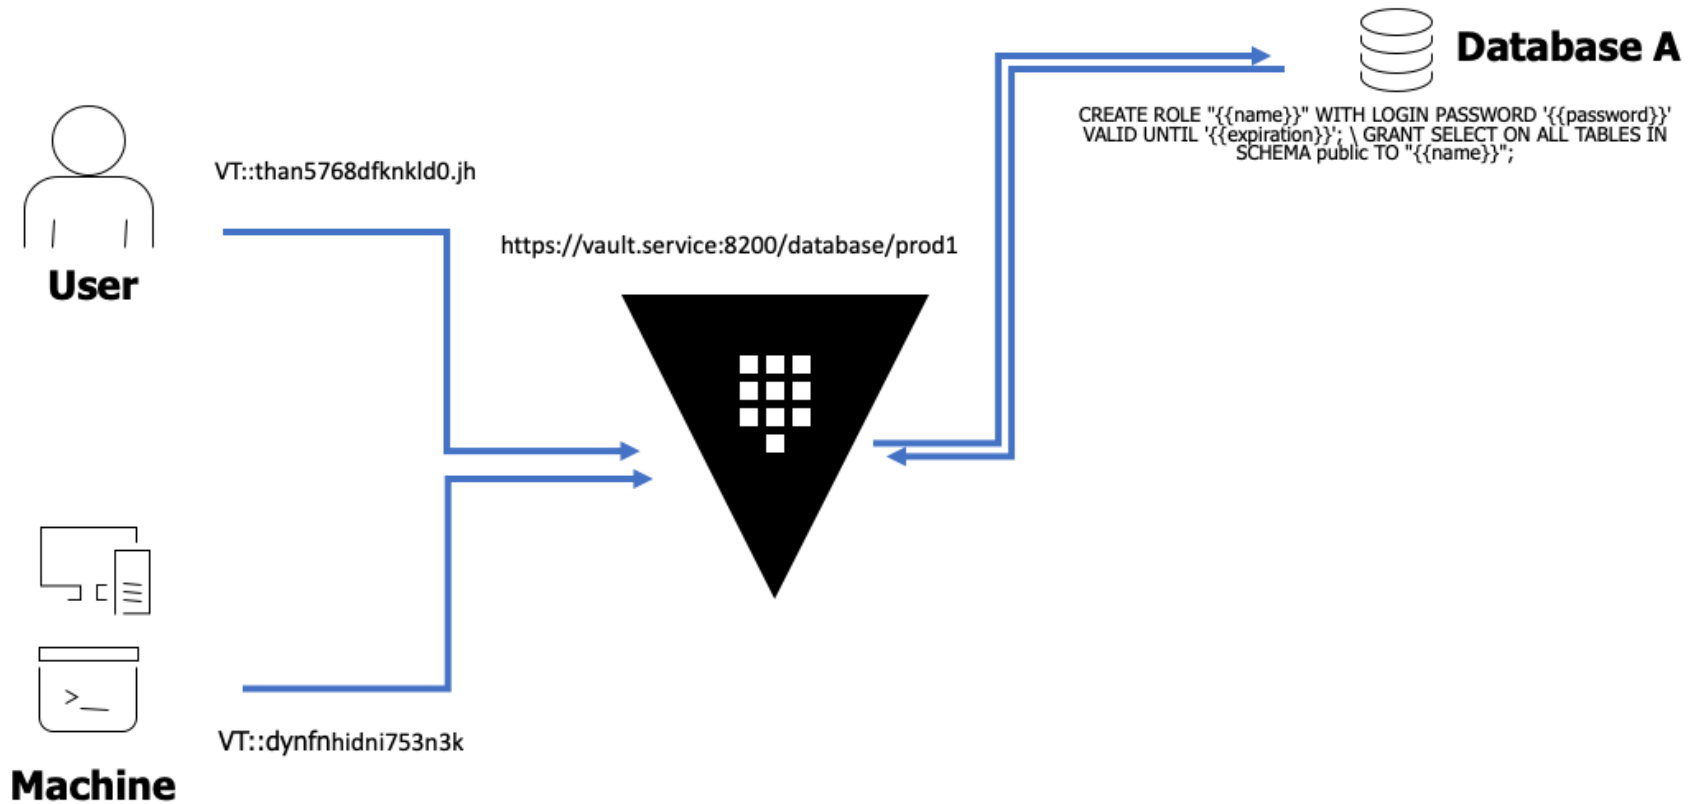 Database A
CREATE ROLE "{{name}}" WITH LOGIN PASSWORD '{{password}}'
VALID UNTIL '{{expiration}}'; \ GRANT SELECT ON ALL TABLES IN
SCHEMA public TO "{{name}}";
VT::than5768dfknkld0.jh
https://vault.service:8200/database/prod1
User
>_
VT::dynfnhidni753n3k
Machine